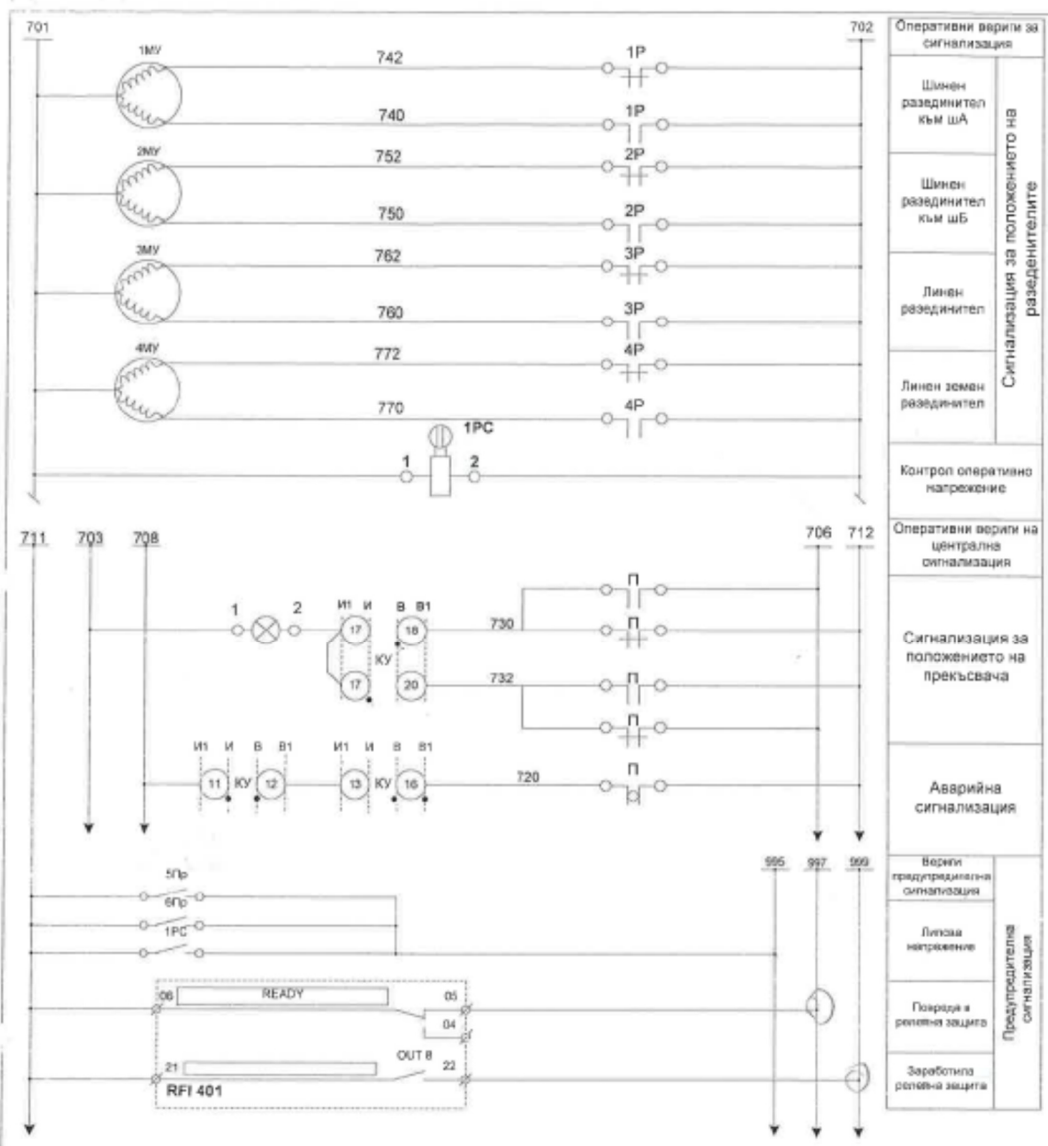 701
702
Оперативни вериги за
сигнализация
1МУ
742
1Р
740
1Р
Шинен
разединител
към шА
2МУ
752
2Р
750
2Р
Шинен
разединител
към шБ
3МУ
762
3Р
760
3Р
Линен
разединител
4МУ
772
4Р
770
4Р
Линен земен
разединител
Сигнализация за положението на
разеденителите
1РС
1
2
Контрол оперативно
напрежение
711
703
708
706
712
Оперативни вериги на
централна
сигнализация
1
2
И1 И В В1
17
18
КУ
17
20
730
732
П
П
П
П
Сигнализация за
положението на
прекъсвача
И1 И В В1
И1 И В В1
11 КУ 12
13 КУ 16
720
П
Аварийна
сигнализация
995
997
999
Вериги
предупредителна
сигнализация
5Пр
6Пр
1РС
Липсва
напрежение
06
READY
05
04
Повреда в
релейна защита
21
OUT 8
22
RFI 401
Заработила
релейна защита
Предупредителна
сигнализация